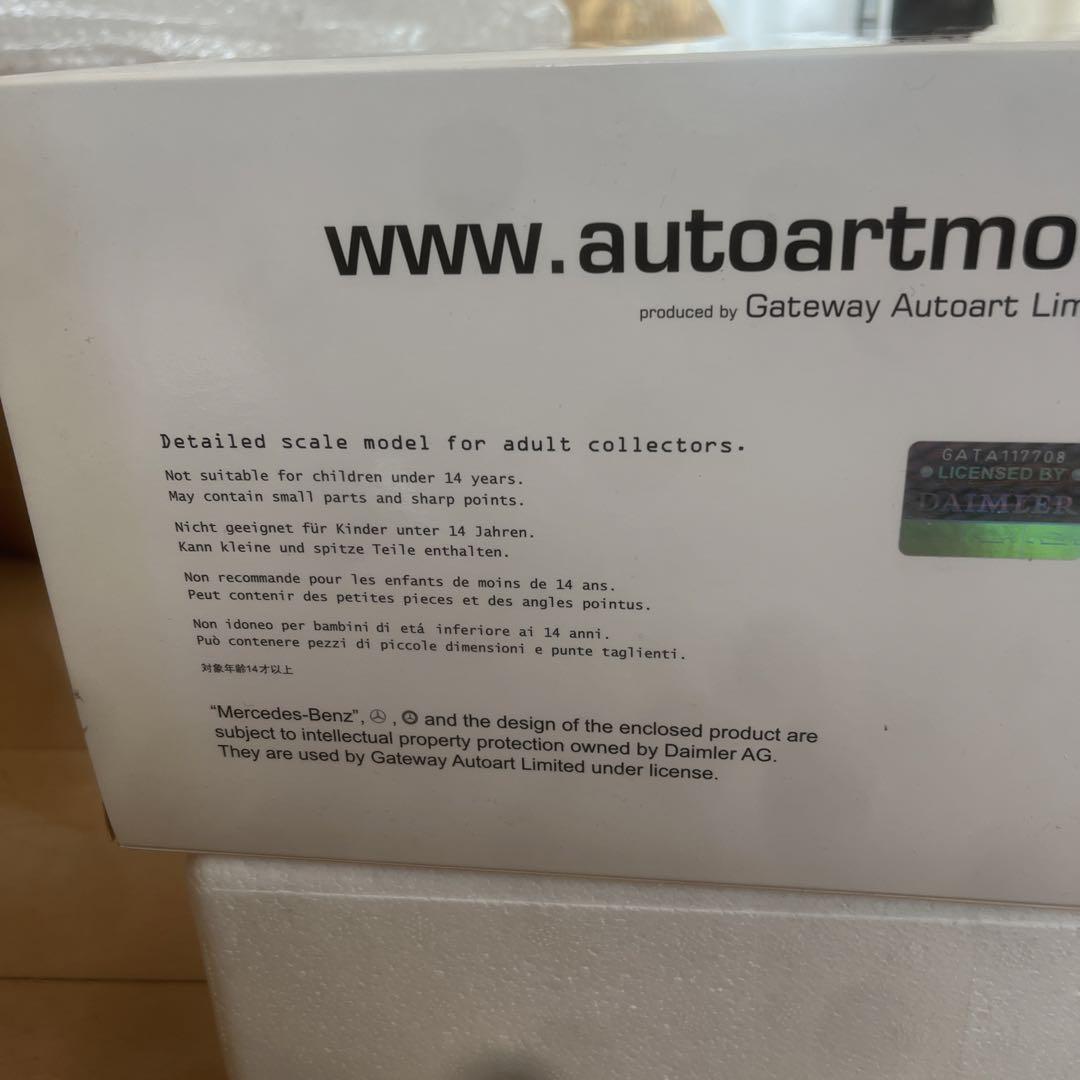 www.autoartmo
produced by Gateway Autoart Lim
Detailed scale model for adult collectors.
Not suitable for children under 14 years.
May contain small parts and sharp points.
Nicht geeignet für Kinder unter 14 Jahren.
Kann kleine und spitze Teile enthalten.
Non recommande pour les enfants de moins de 14 ans.
Peut contenir des petites pieces et des angles pointus.
Non idoneo per bambini di etá inferiore ai 14 anni.
Può contenere pezzi di piccole dimensioni e punte taglienti.
対象年齢14才以上
GATA117708
LICENSED BY
DAIMLER
"Mercedes-Benz", , and the design of the enclosed product are
subject to intellectual property protection owned by Daimler AG.
They are used by Gateway Autoart Limited under license.